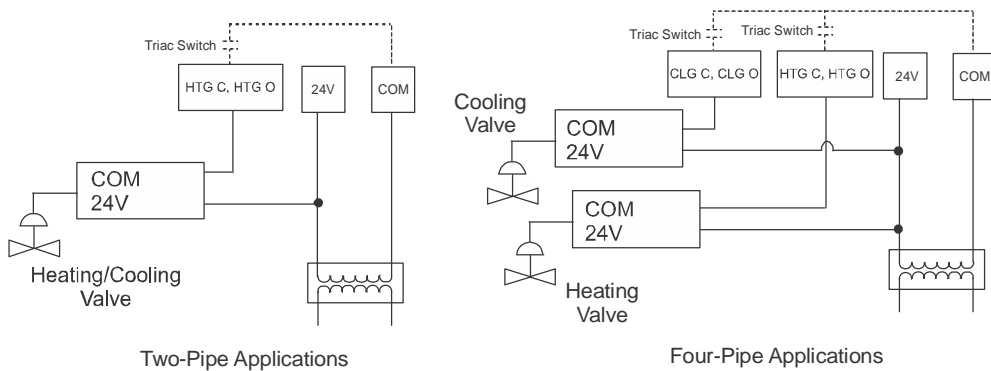 Triac Switch
HTG C, HTG O
24V
COM
COM
24V
Heating/Cooling
Valve
Two-Pipe Applications
Triac Switch
Triac Switch
CLG C, CLG O
HTG C, HTG O
24V
COM
Cooling
Valve
COM
24V
COM
24V
Heating
Valve
Four-Pipe Applications